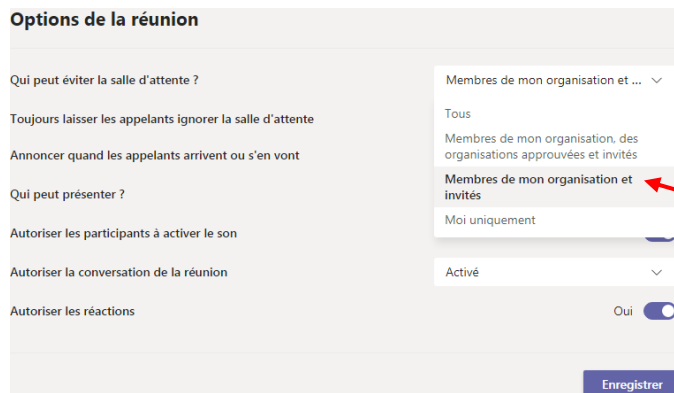 Options de la réunion
Qui peut éviter la salle d'attente ?
Membres de mon organisation et ...
Toujours laisser les appelants ignorer la salle d'attente
Annoncer quand les appelants arrivent ou s'en vont
Qui peut présenter ?
Tous
Membres de mon organisation, des
organisations approuvées et invités
Membres de mon organisation et
invités
Moi uniquement
Autoriser les participants à activer le son
Autoriser la conversation de la réunion
Activé
Autoriser les réactions
Oui
Enregistrer